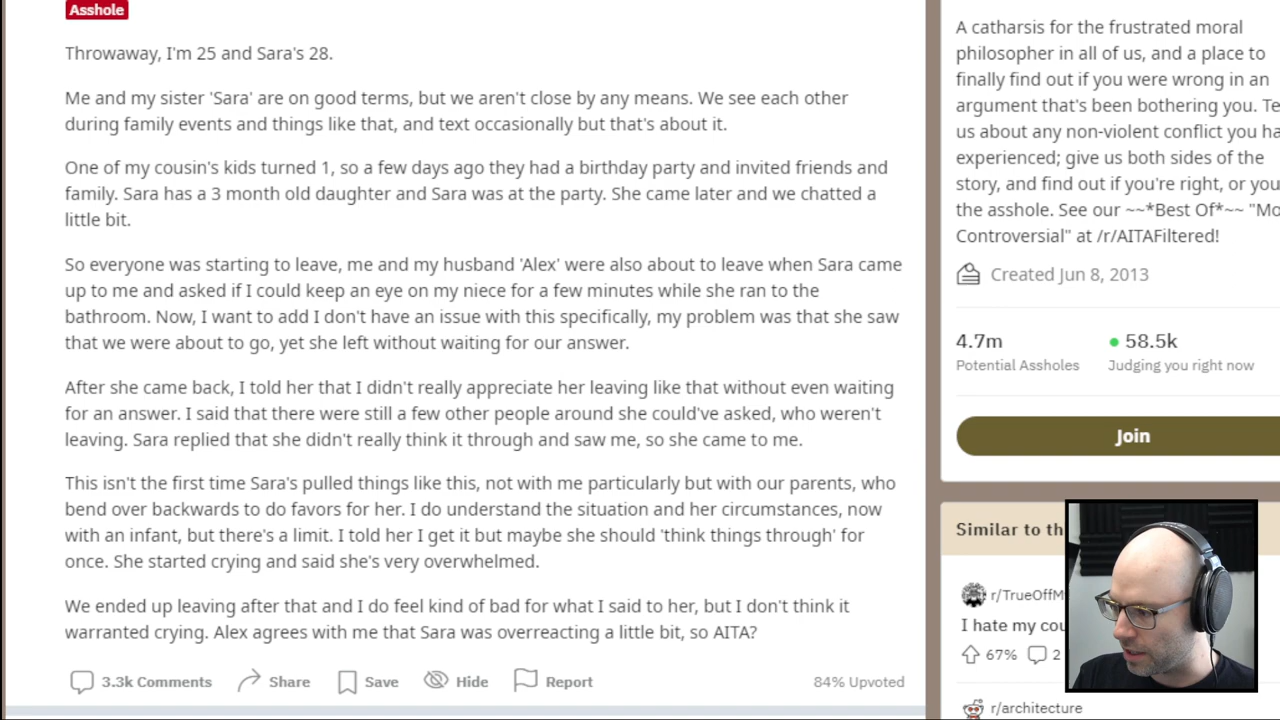 Asshole
Throwaway, I'm 25 and Sara's 28.
Me and my sister 'Sara' are on good terms, but we aren't close by any means. We see each other
during family events and things like that, and text occasionally but that's about it.
One of my cousin's kids turned 1, so a few days ago they had a birthday party and invited friends and
family. Sara has a 3 month old daughter and Sara was at the party. She came later and we chatted a
little bit.
So everyone was starting to leave, me and my husband 'Alex' were also about to leave when Sara came
up to me and asked if I could keep an eye on my niece for a few minutes while she ran to the
bathroom. Now, I want to add I don't have an issue with this specifically, my problem was that she saw
that we were about to go, yet she left without waiting for our answer.
After she came back, I told her that I didn't really appreciate her leaving like that without even waiting
for an answer. I said that there were still a few other people around she could've asked, who weren't
leaving. Sara replied that she didn't really think it through and saw me, so she came to me.
This isn't the first time Sara's pulled things like this, not with me particularly but with our parents, who
bend over backwards to do favors for her. I do understand the situation and her circumstances, now
with an infant, but there's a limit. I told her I get it but maybe she should 'think things through' for
once. She started crying and said she's very overwhelmed.
We ended up leaving after that and I do feel kind of bad for what I said to her, but I don't think it
warranted crying. Alex agrees with me that Sara was overreacting a little bit, so AITA?
3.3k Comments Share Save Hide Report 84% Upvoted
A catharsis for the frustrated moral
philosopher in all of us, and a place to
finally find out if you were wrong in an
argument that's been bothering you. Te
us about any non-violent conflict you ha
experienced; give us both sides of the
story, and find out if you're right, or you
the asshole. See our ~~*Best Of*~~ "Mo
Controversial" at /r/AITAFiltered!
Created Jun 8, 2013
4.7m 58.5k
Potential Assholes Judging you right now
Join
Similar to th
r/TrueOffM
I hate my cou
67% 2
r/architecture